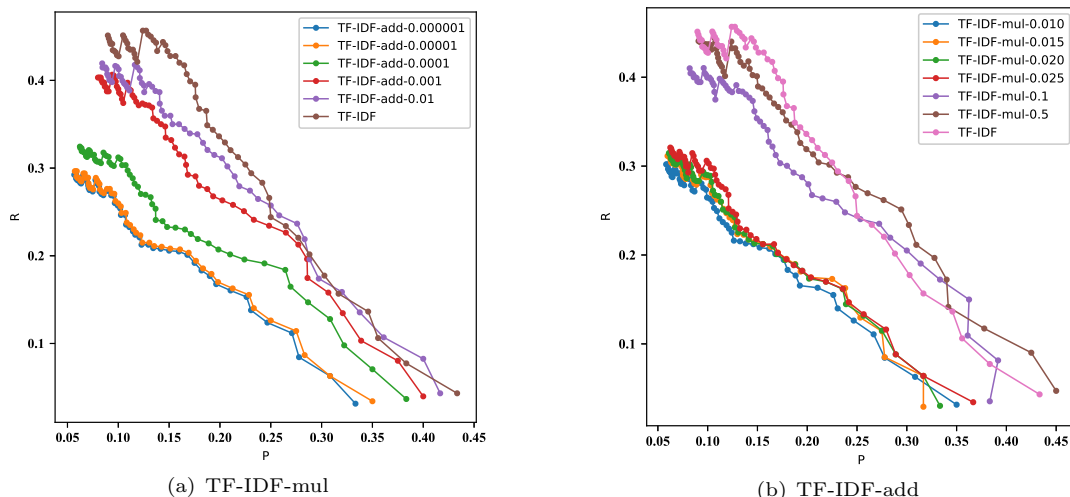 TF-IDF-add-0.000001
TF-IDF-add-0.00001
TF-IDF-add-0.0001
TF-IDF-add-0.001
TF-IDF-add-0.01
TF-IDF
0.4
0.3
0.2
0.1
R
0.05 0.10 0.15 0.20 0.25 0.30 0.35 0.40 0.45
P
(a) TF-IDF-mul
TF-IDF-mul-0.010
TF-IDF-mul-0.015
TF-IDF-mul-0.020
TF-IDF-mul-0.025
TF-IDF-mul-0.1
TF-IDF-mul-0.5
TF-IDF
0.4
0.3
0.2
0.1
R
0.05 0.10 0.15 0.20 0.25 0.30 0.35 0.40 0.45
P
(b) TF-IDF-add